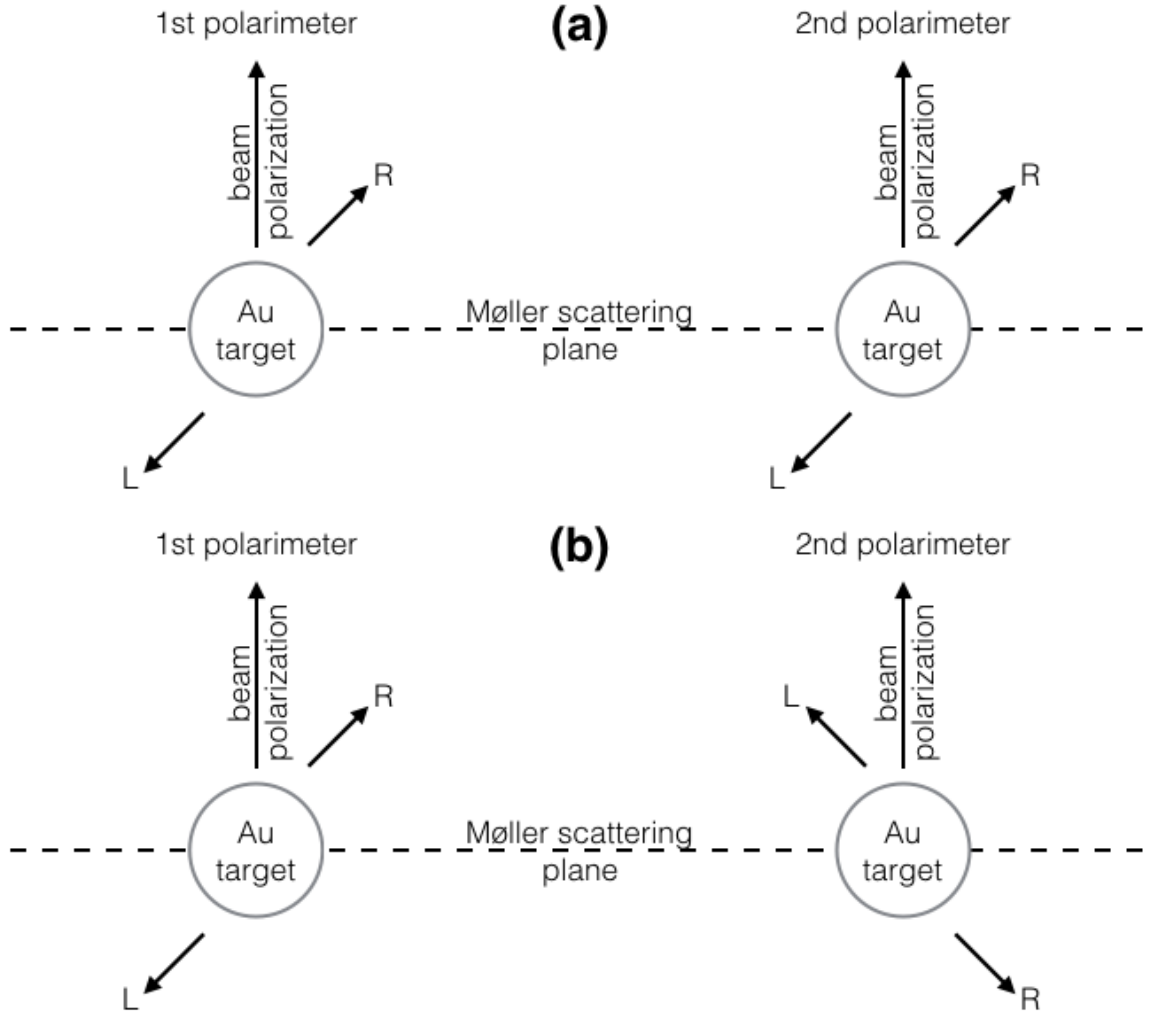 (a)
1st polarimeter
2nd polarimeter
beam
polarization
R
Au
target
L
Møller scattering
plane
beam
polarization
R
Au
target
L
(b)
1st polarimeter
2nd polarimeter
beam
polarization
R
Au
target
L
Møller scattering
plane
L
beam
polarization
Au
target
R